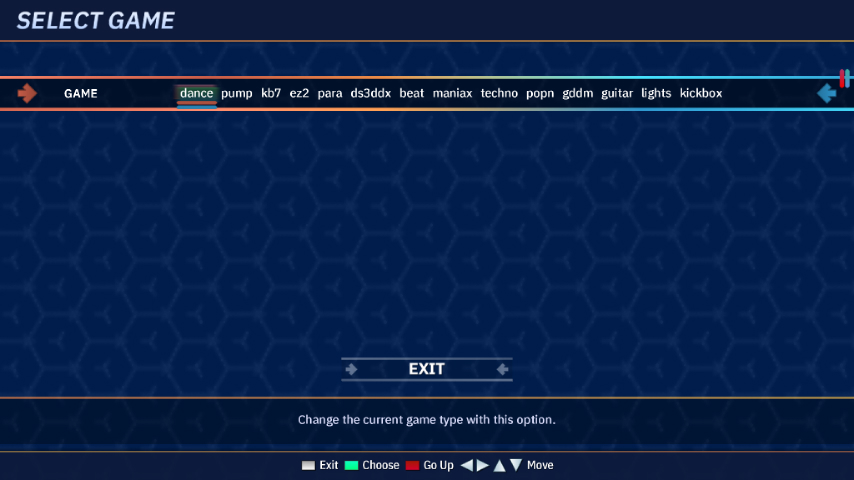 SELECT GAME
GAME dance pump kb7 ez2 para ds3ddx beat maniax techno popn gddm guitar lights kickbox
EXIT
Change the current game type with this option.
Exit Choose Go Up Move